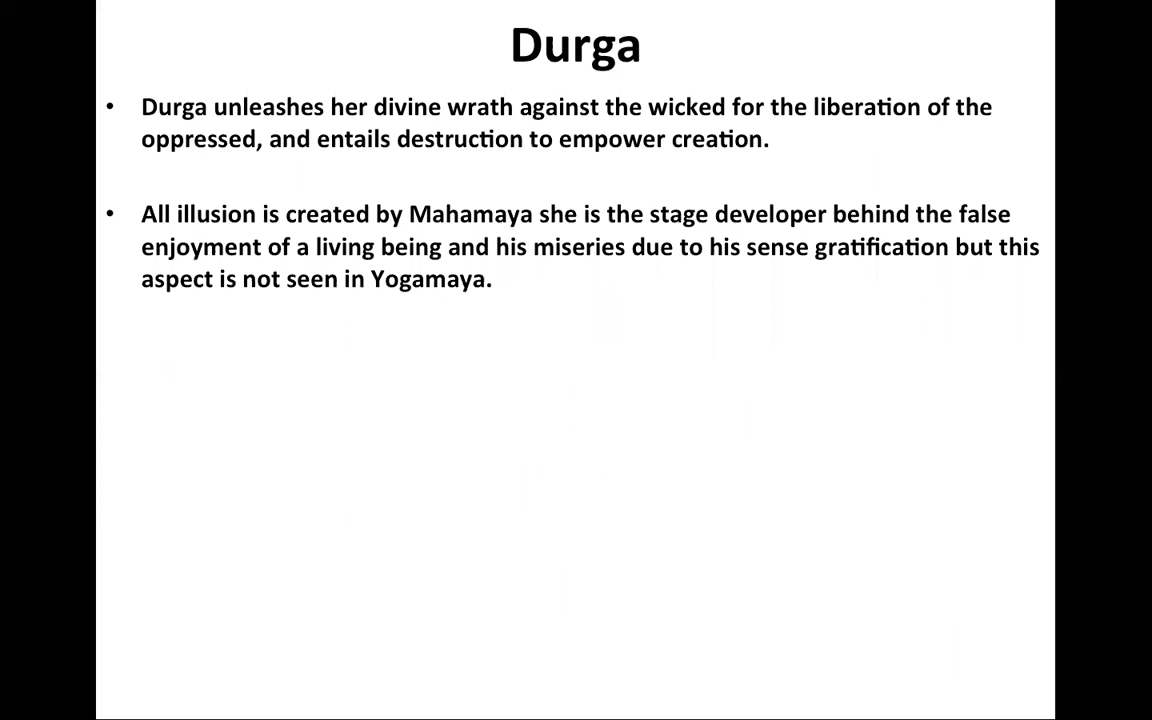 Durga
• Durga unleashes her divine wrath against the wicked for the liberation of the
oppressed, and entails destruction to empower creation.
• All illusion is created by Mahamaya she is the stage developer behind the false
enjoyment of a living being and his miseries due to his sense gratification but this
aspect is not seen in Yogamaya.